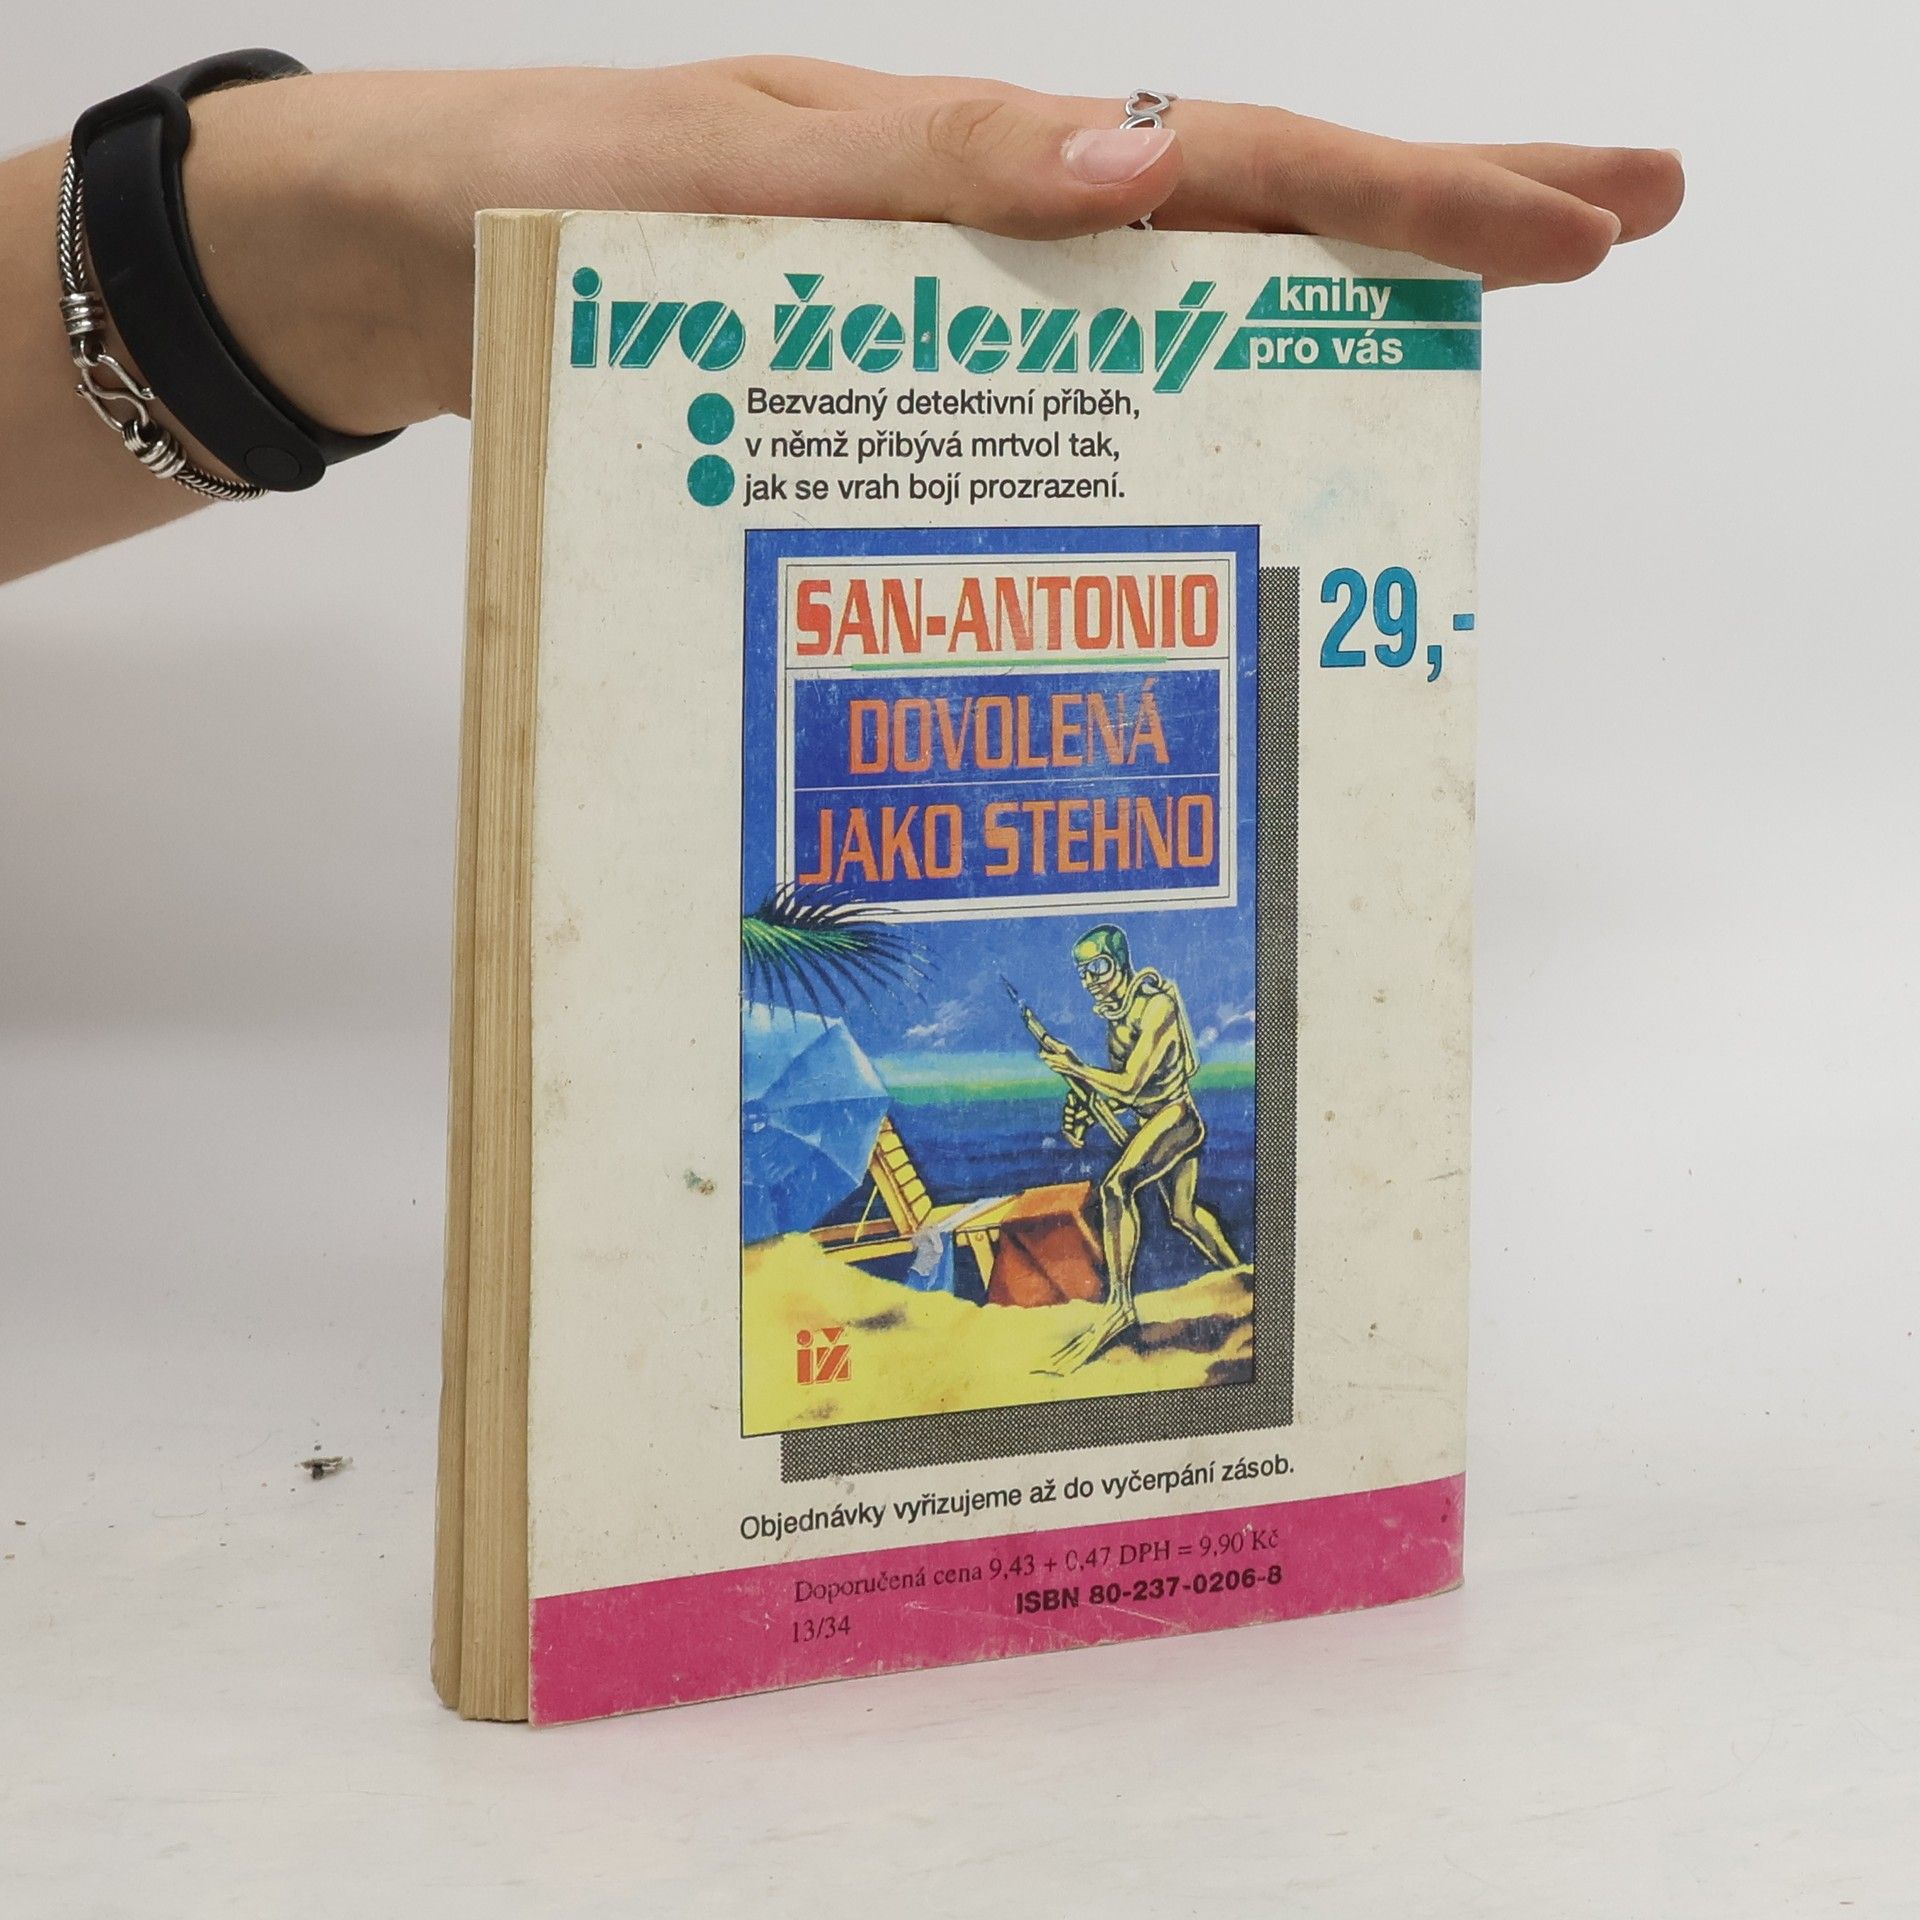 ivo železný knihy
pro vás
Bezvadný detektivní příběh,
v němž přibývá mrtvol tak,
jak se vrah bojí prozrazení.
SAN-ANTONIO
29,-
DOVOLENÁ
JAKO STEHNO
iž
Objednávky vyřizujeme až do vyčerpání zásob.
Doporučená cena 9,43 + 0,47 DPH = 9,90 Kč
ISBN 80-237-0206-8
13/34